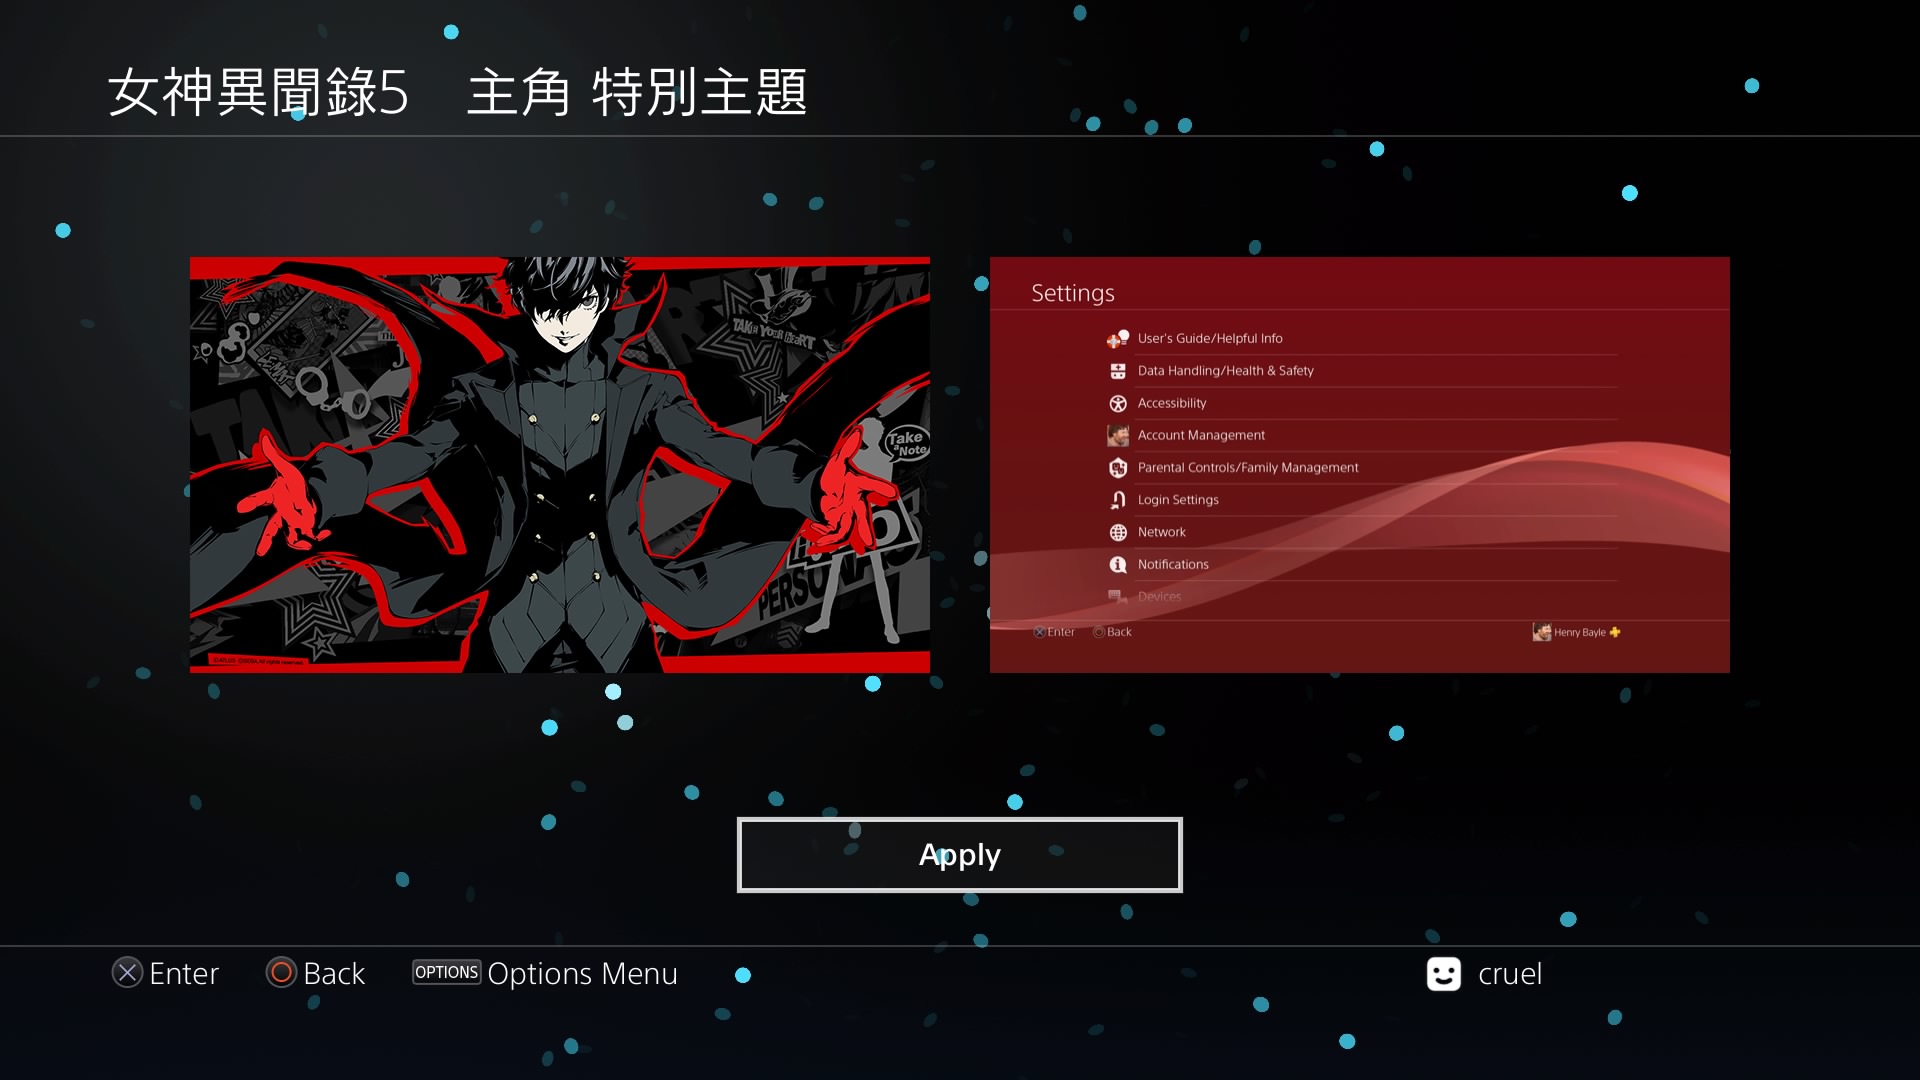 女神異聞錄5　主角 特別主題
TAKE YOUR HEART
Take
a Note
PERSONA5
Settings
User's Guide/Helpful Info
Data Handling/Health & Safety
Accessibility
Account Management
Parental Controls/Family Management
Login Settings
Network
Notifications
Devices
Enter
Back
Henry Bayle
Apply
Enter
Back
OPTIONS
Options Menu
cruel